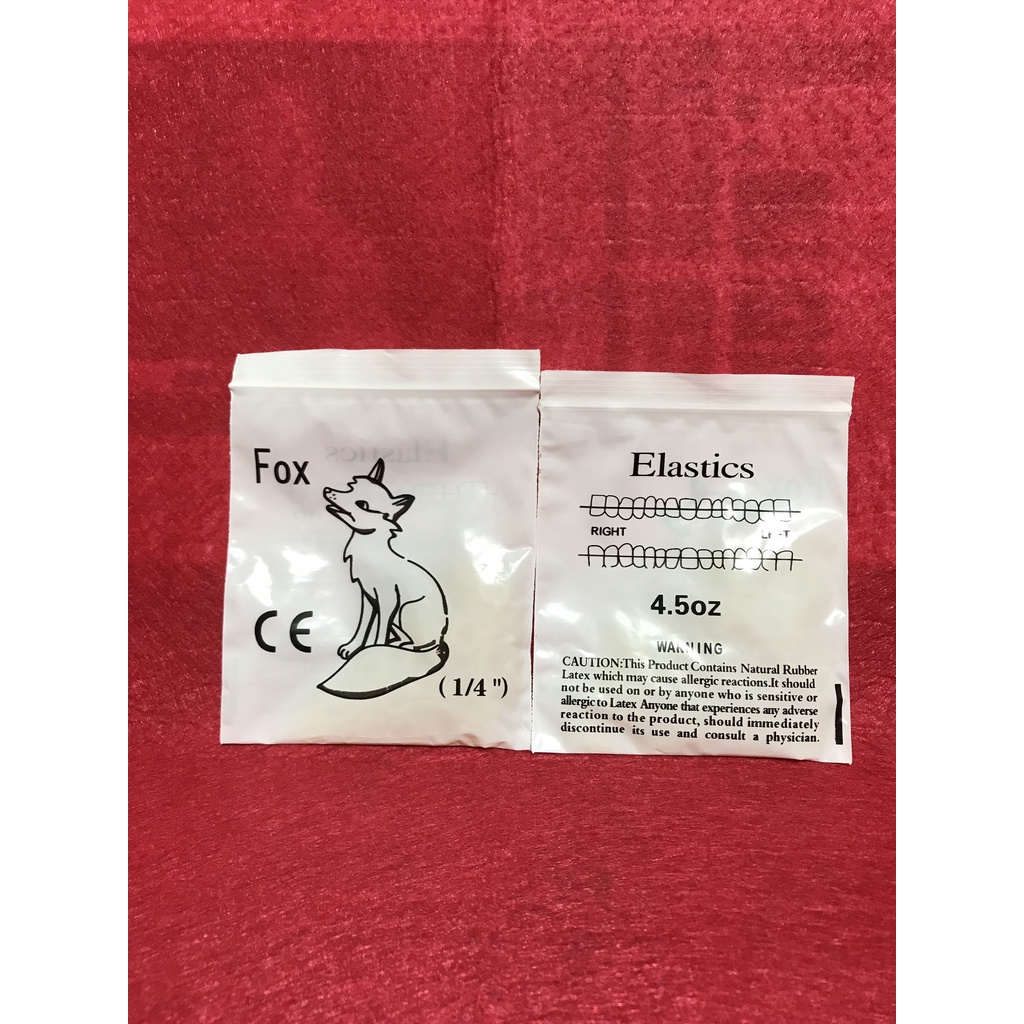 Fox
CE
(1/4")
Elastics
RIGHT LEFT
4.5oz
WARNING
CAUTION:This Product Contains Natural Rubber
Latex which may cause allergic reactions.It should
not be used on or by anyone who is sensitive or
allergic to Latex Anyone that experiences any adverse
reaction to the product, should immediately
discontinue its use and consult a physician.